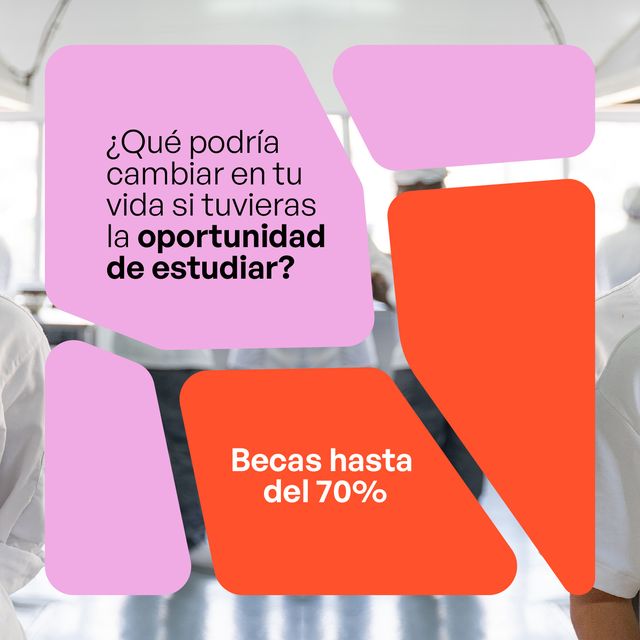 ¿Qué podría
cambiar en tu
vida si tuvieras
la oportunidad
de estudiar?
Becas hasta
del 70%